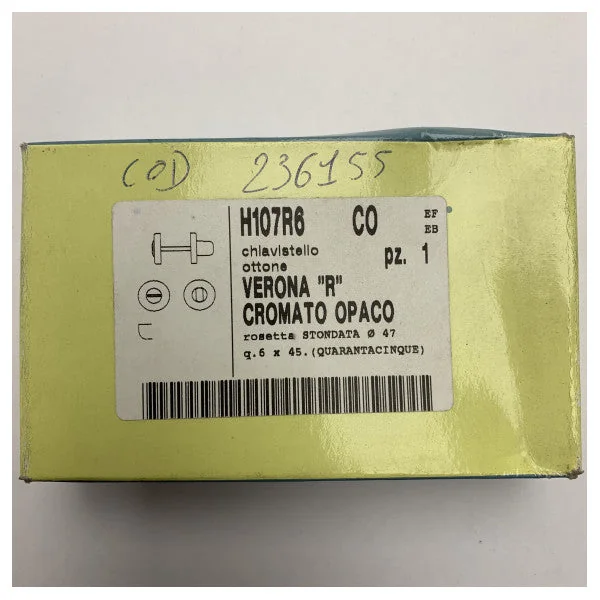 COD 236155
H107R6 CO EF
EB
chiavistello
ottone pz. 1
VERONA "R"
CROMATO OPACO
rosetta STONDATA Ø 47
q.6 x 45.(QUARANTACINQUE)